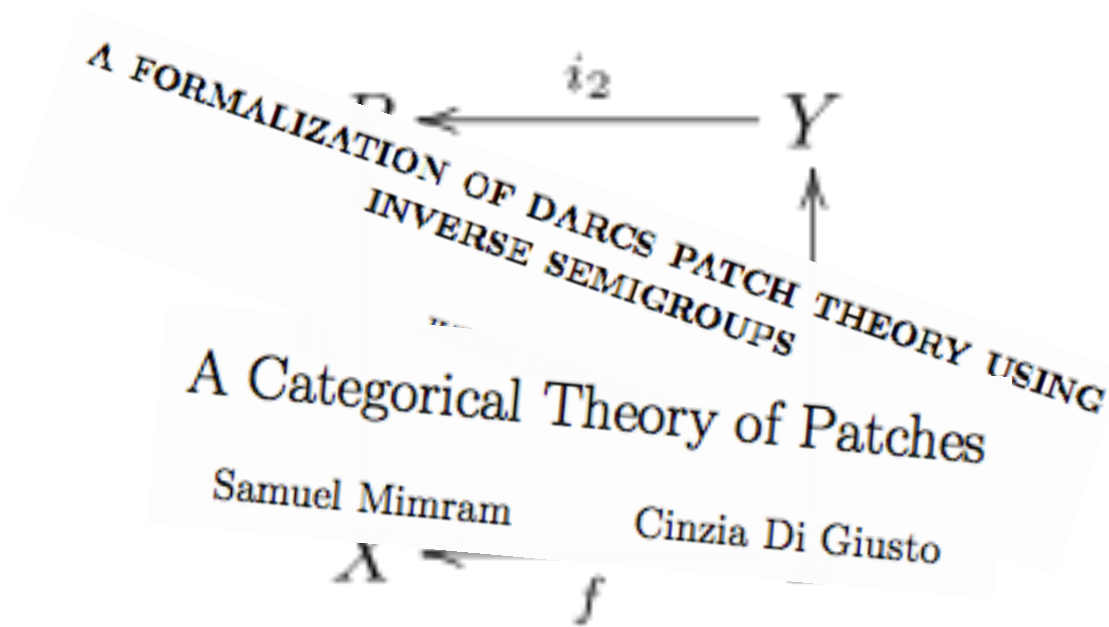 i₂
Y
A FORMALIZATION OF DARCS PATCH THEORY USING
INVERSE SEMIGROUPS
A Categorical Theory of Patches
Samuel Mimram Cinzia Di Giusto
X
f